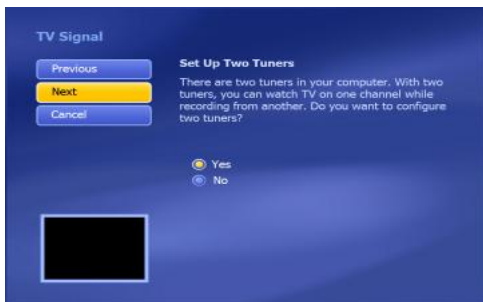 TV Signal
Previous
Next
Cancel
Set Up Two Tuners
There are two tuners in your computer. With two
tuners, you can watch TV on one channel while
recording from another. Do you want to configure
two tuners?
Yes
No